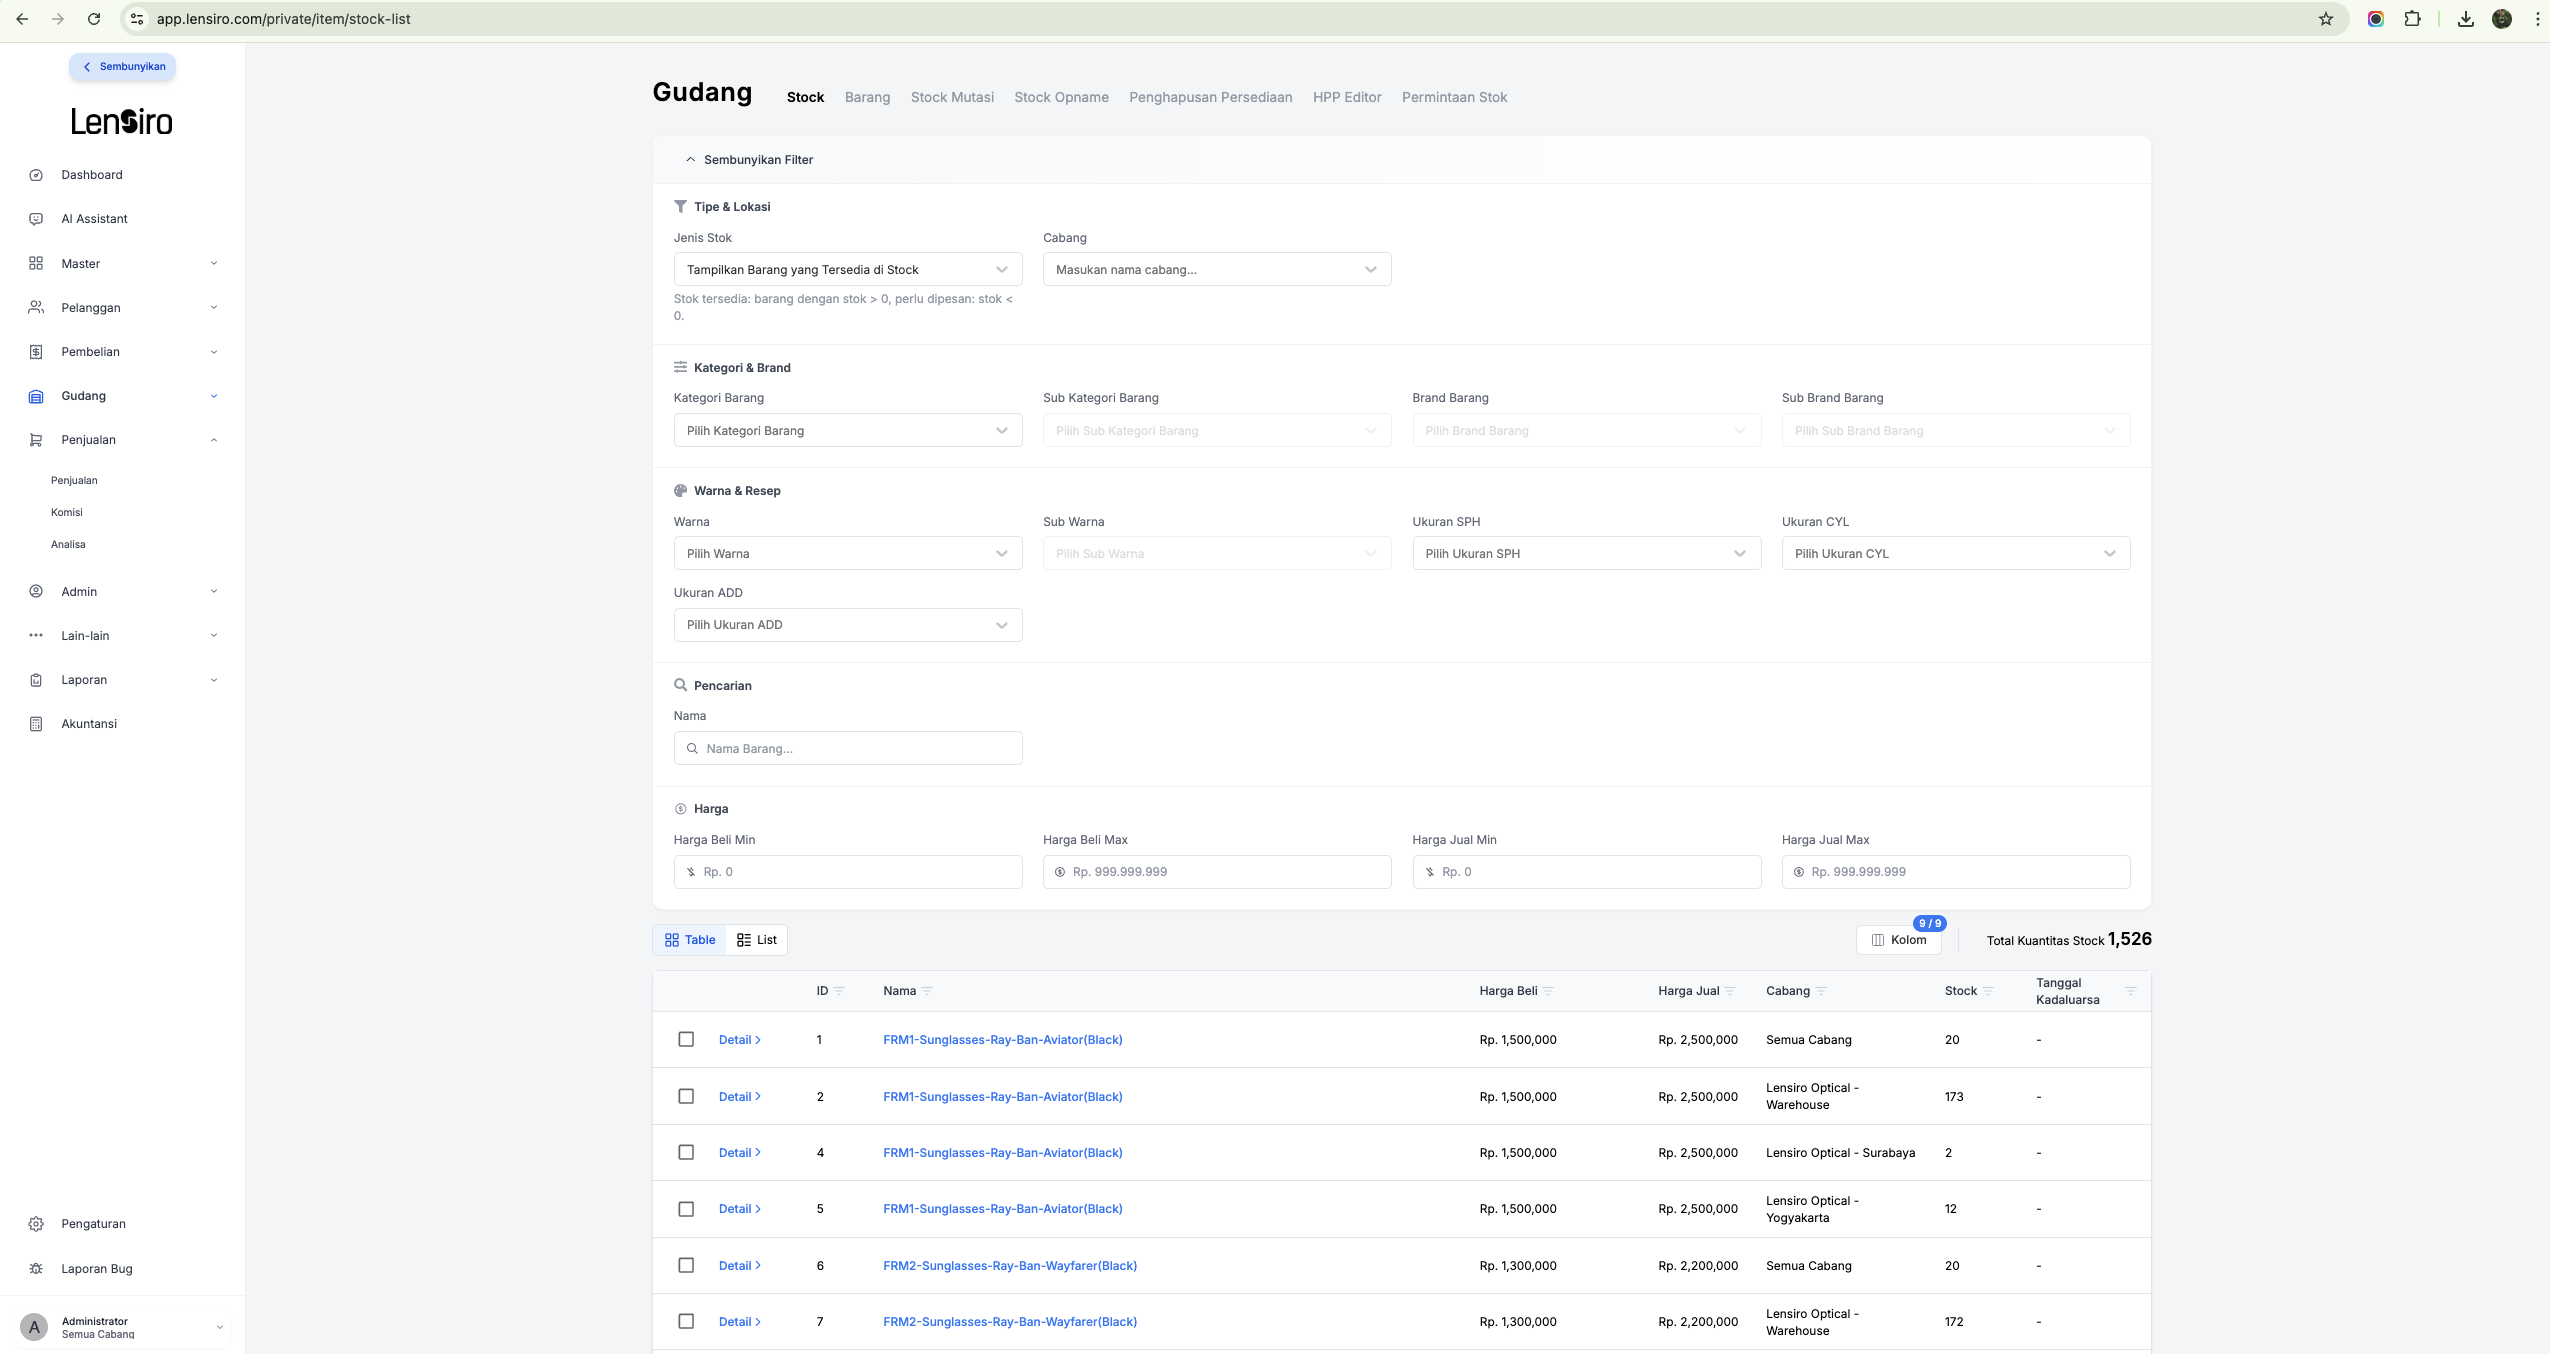 app.lensiro.com/private/item/stock-list
Sembunyikan
Lensiro
Dashboard
AI Assistant
Master
Pelanggan
Pembelian
Gudang
Penjualan
Penjualan
Komisi
Analisa
Admin
Lain-lain
Laporan
Akuntansi
Pengaturan
Laporan Bug
A
Administrator
Semua Cabang
Gudang Stock Barang Stock Mutasi Stock Opname Penghapusan Persediaan HPP Editor Permintaan Stok
Sembunyikan Filter
Tipe & Lokasi
Jenis Stok Cabang
Tampilkan Barang yang Tersedia di Stock Masukan nama cabang...
Stok tersedia: barang dengan stok > 0, perlu dipesan: stok <
0.
Kategori & Brand
Kategori Barang Sub Kategori Barang Brand Barang Sub Brand Barang
Pilih Kategori Barang Pilih Sub Kategori Barang Pilih Brand Barang Pilih Sub Brand Barang
Warna & Resep
Warna Sub Warna Ukuran SPH Ukuran CYL
Pilih Warna Pilih Sub Warna Pilih Ukuran SPH Pilih Ukuran CYL
Ukuran ADD
Pilih Ukuran ADD
Pencarian
Nama
Nama Barang...
Harga
Harga Beli Min Harga Beli Max Harga Jual Min Harga Jual Max
Rp. 0 Rp. 999.999.999 Rp. 0 Rp. 999.999.999
9 / 9
Table List Kolom Total Kuantitas Stock 1,526
ID Nama Harga Beli Harga Jual Cabang Stock Tanggal
Kadaluarsa
Detail 1 FRM1-Sunglasses-Ray-Ban-Aviator(Black) Rp. 1,500,000 Rp. 2,500,000 Semua Cabang 20 -
Detail 2 FRM1-Sunglasses-Ray-Ban-Aviator(Black) Rp. 1,500,000 Rp. 2,500,000 Lensiro Optical -
Warehouse 173 -
Detail 4 FRM1-Sunglasses-Ray-Ban-Aviator(Black) Rp. 1,500,000 Rp. 2,500,000 Lensiro Optical - Surabaya 2 -
Detail 5 FRM1-Sunglasses-Ray-Ban-Aviator(Black) Rp. 1,500,000 Rp. 2,500,000 Lensiro Optical -
Yogyakarta 12 -
Detail 6 FRM2-Sunglasses-Ray-Ban-Wayfarer(Black) Rp. 1,300,000 Rp. 2,200,000 Semua Cabang 20 -
Detail 7 FRM2-Sunglasses-Ray-Ban-Wayfarer(Black) Rp. 1,300,000 Rp. 2,200,000 Lensiro Optical -
Warehouse 172 -